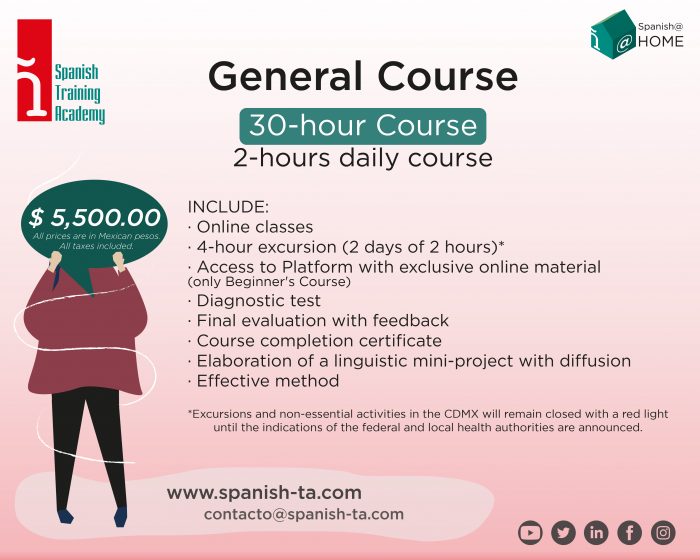 Spanish
Training
Academy
Spanish@
HOME
General Course
30-hour Course
2-hours daily course
$ 5,500.00
All prices are in Mexican pesos.
All taxes included.
INCLUDE:
· Online classes
· 4-hour excursion (2 days of 2 hours)*
· Access to Platform with exclusive online material
(only Beginner's Course)
· Diagnostic test
· Final evaluation with feedback
· Course completion certificate
· Elaboration of a linguistic mini-project with diffusion
· Effective method
*Excursions and non-essential activities in the CDMX will remain closed with a red light
until the indications of the federal and local health authorities are announced.
www.spanish-ta.com
contacto@spanish-ta.com